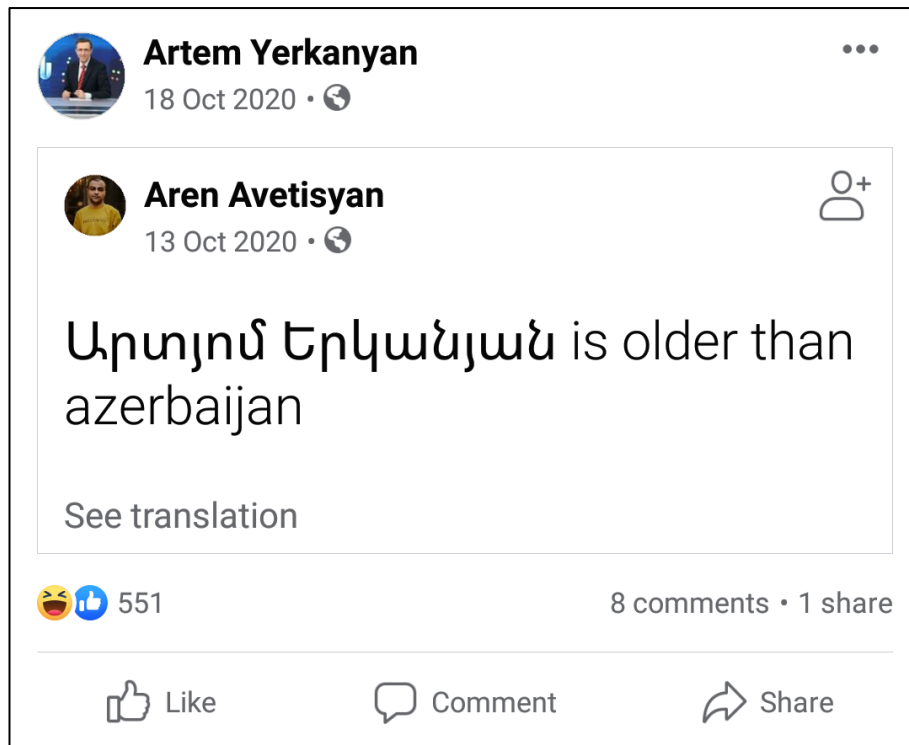 Artem Yerkanyan
18 Oct 2020 •
Aren Avetisyan
13 Oct 2020 •
Արտյոմ Երկանյան is older than
azerbaijan
See translation
551
8 comments • 1 share
Like
Comment
Share